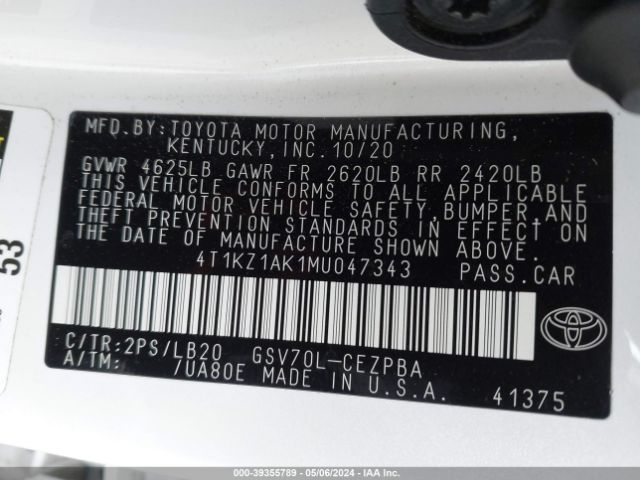 MFD.BY:TOYOTA MOTOR MANUFACTURING,
KENTUCKY,INC.10/20
GVWR 4625LB GAWR FR 2620LB RR 2420LB
THIS VEHICLE CONFORMS TO ALL APPLICABLE
FEDERAL MOTOR VEHICLE SAFETY,BUMPER,AND
THEFT PREVENTION STANDARDS IN EFFECT ON
THE DATE OF MANUFACTURE SHOWN ABOVE.
4T1KZ1AK1MU047343 PASS.CAR
C/TR:2PS/LB20 GSV70L-CEZPBA
A/TM: /UA80E MADE IN U.S.A.
41375
53
000-39355789 - 05/06/2024 - IAAI.COM